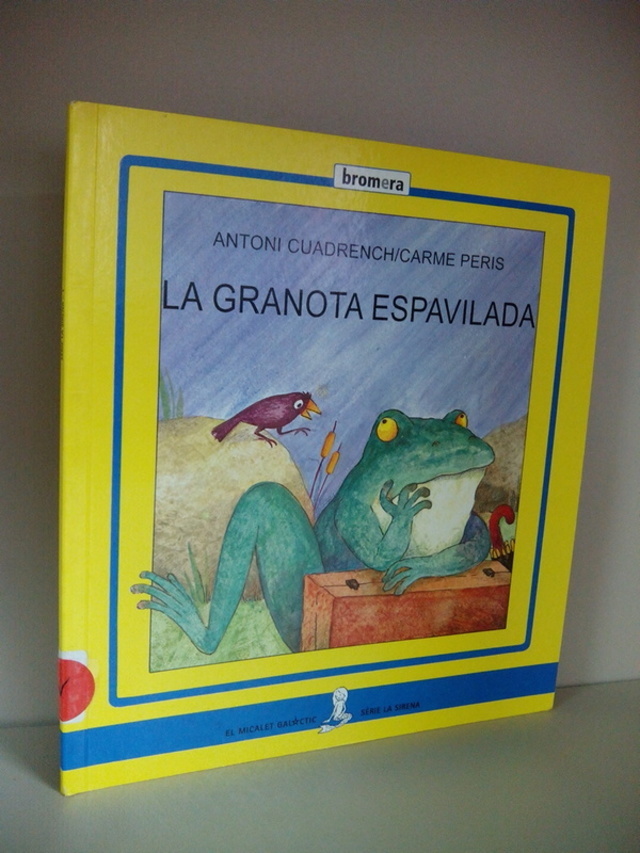 bromera
ANTONI CUADRENCH/CARME PERIS
LA GRANOTA ESPAVILADA
EL MICALET GALÀCTIC SÈRIE LA SIRENA